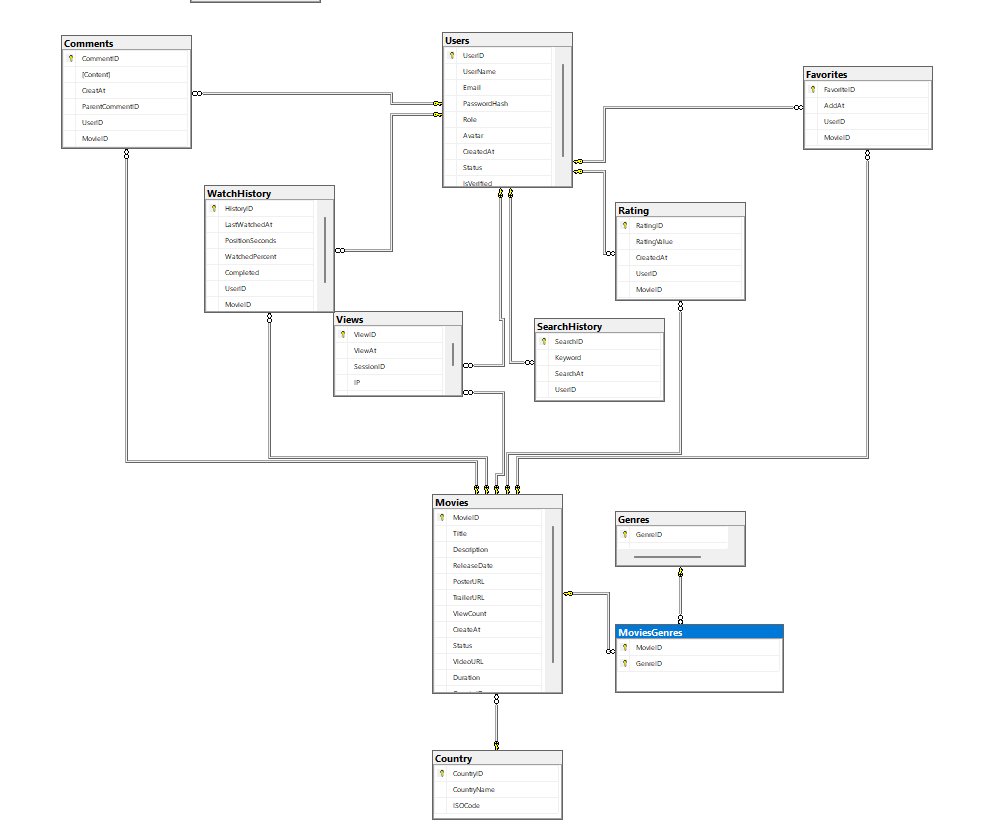 Comments
CommentID
[Content]
CreatAt
ParentCommentID
UserID
MovieID
Users
UserID
UserName
Email
PasswordHash
Role
Avatar
CreatedAt
Status
IsVerified
Favorites
FavoriteID
AddAt
UserID
MovieID
WatchHistory
HistoryID
LastWatchedAt
PositionSeconds
WatchedPercent
Completed
UserID
MovieID
Rating
RatingID
RatingValue
CreatedAt
UserID
MovieID
Views
ViewID
ViewAt
SessionID
IP
SearchHistory
SearchID
Keyword
SearchAt
UserID
Movies
MovieID
Title
Description
ReleaseDate
PosterURL
TrailerURL
ViewCount
CreateAt
Status
VideoURL
Duration
Genres
GenreID
MoviesGenres
MovieID
GenreID
Country
CountryID
CountryName
ISOCode